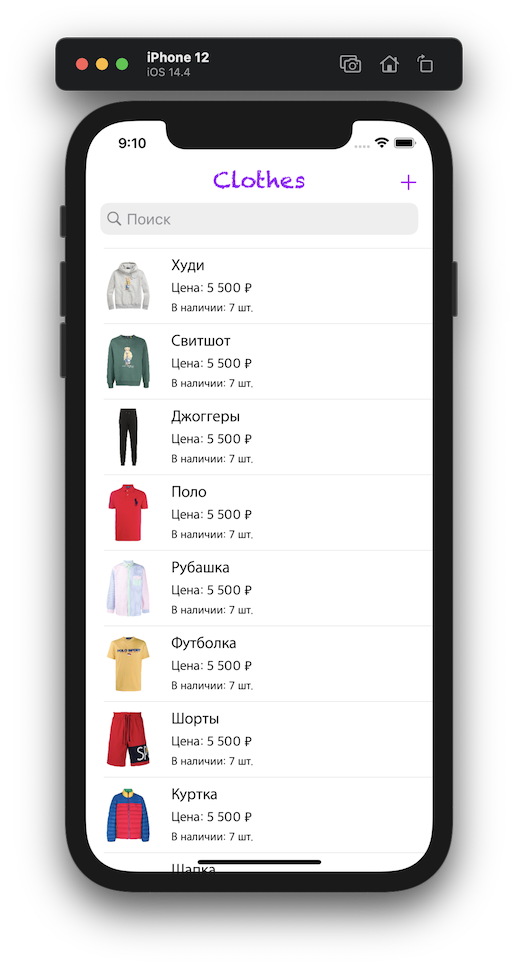 iPhone 12
iOS 14.4
9:10
Clothes
Поиск
Худи
Цена: 5 500 ₽
В наличии: 7 шт.
Свитшот
Цена: 5 500 ₽
В наличии: 7 шт.
Джоггеры
Цена: 5 500 ₽
В наличии: 7 шт.
Поло
Цена: 5 500 ₽
В наличии: 7 шт.
Рубашка
Цена: 5 500 ₽
В наличии: 7 шт.
Футболка
Цена: 5 500 ₽
В наличии: 7 шт.
Шорты
Цена: 5 500 ₽
В наличии: 7 шт.
Куртка
Цена: 5 500 ₽
В наличии: 7 шт.
Шапка